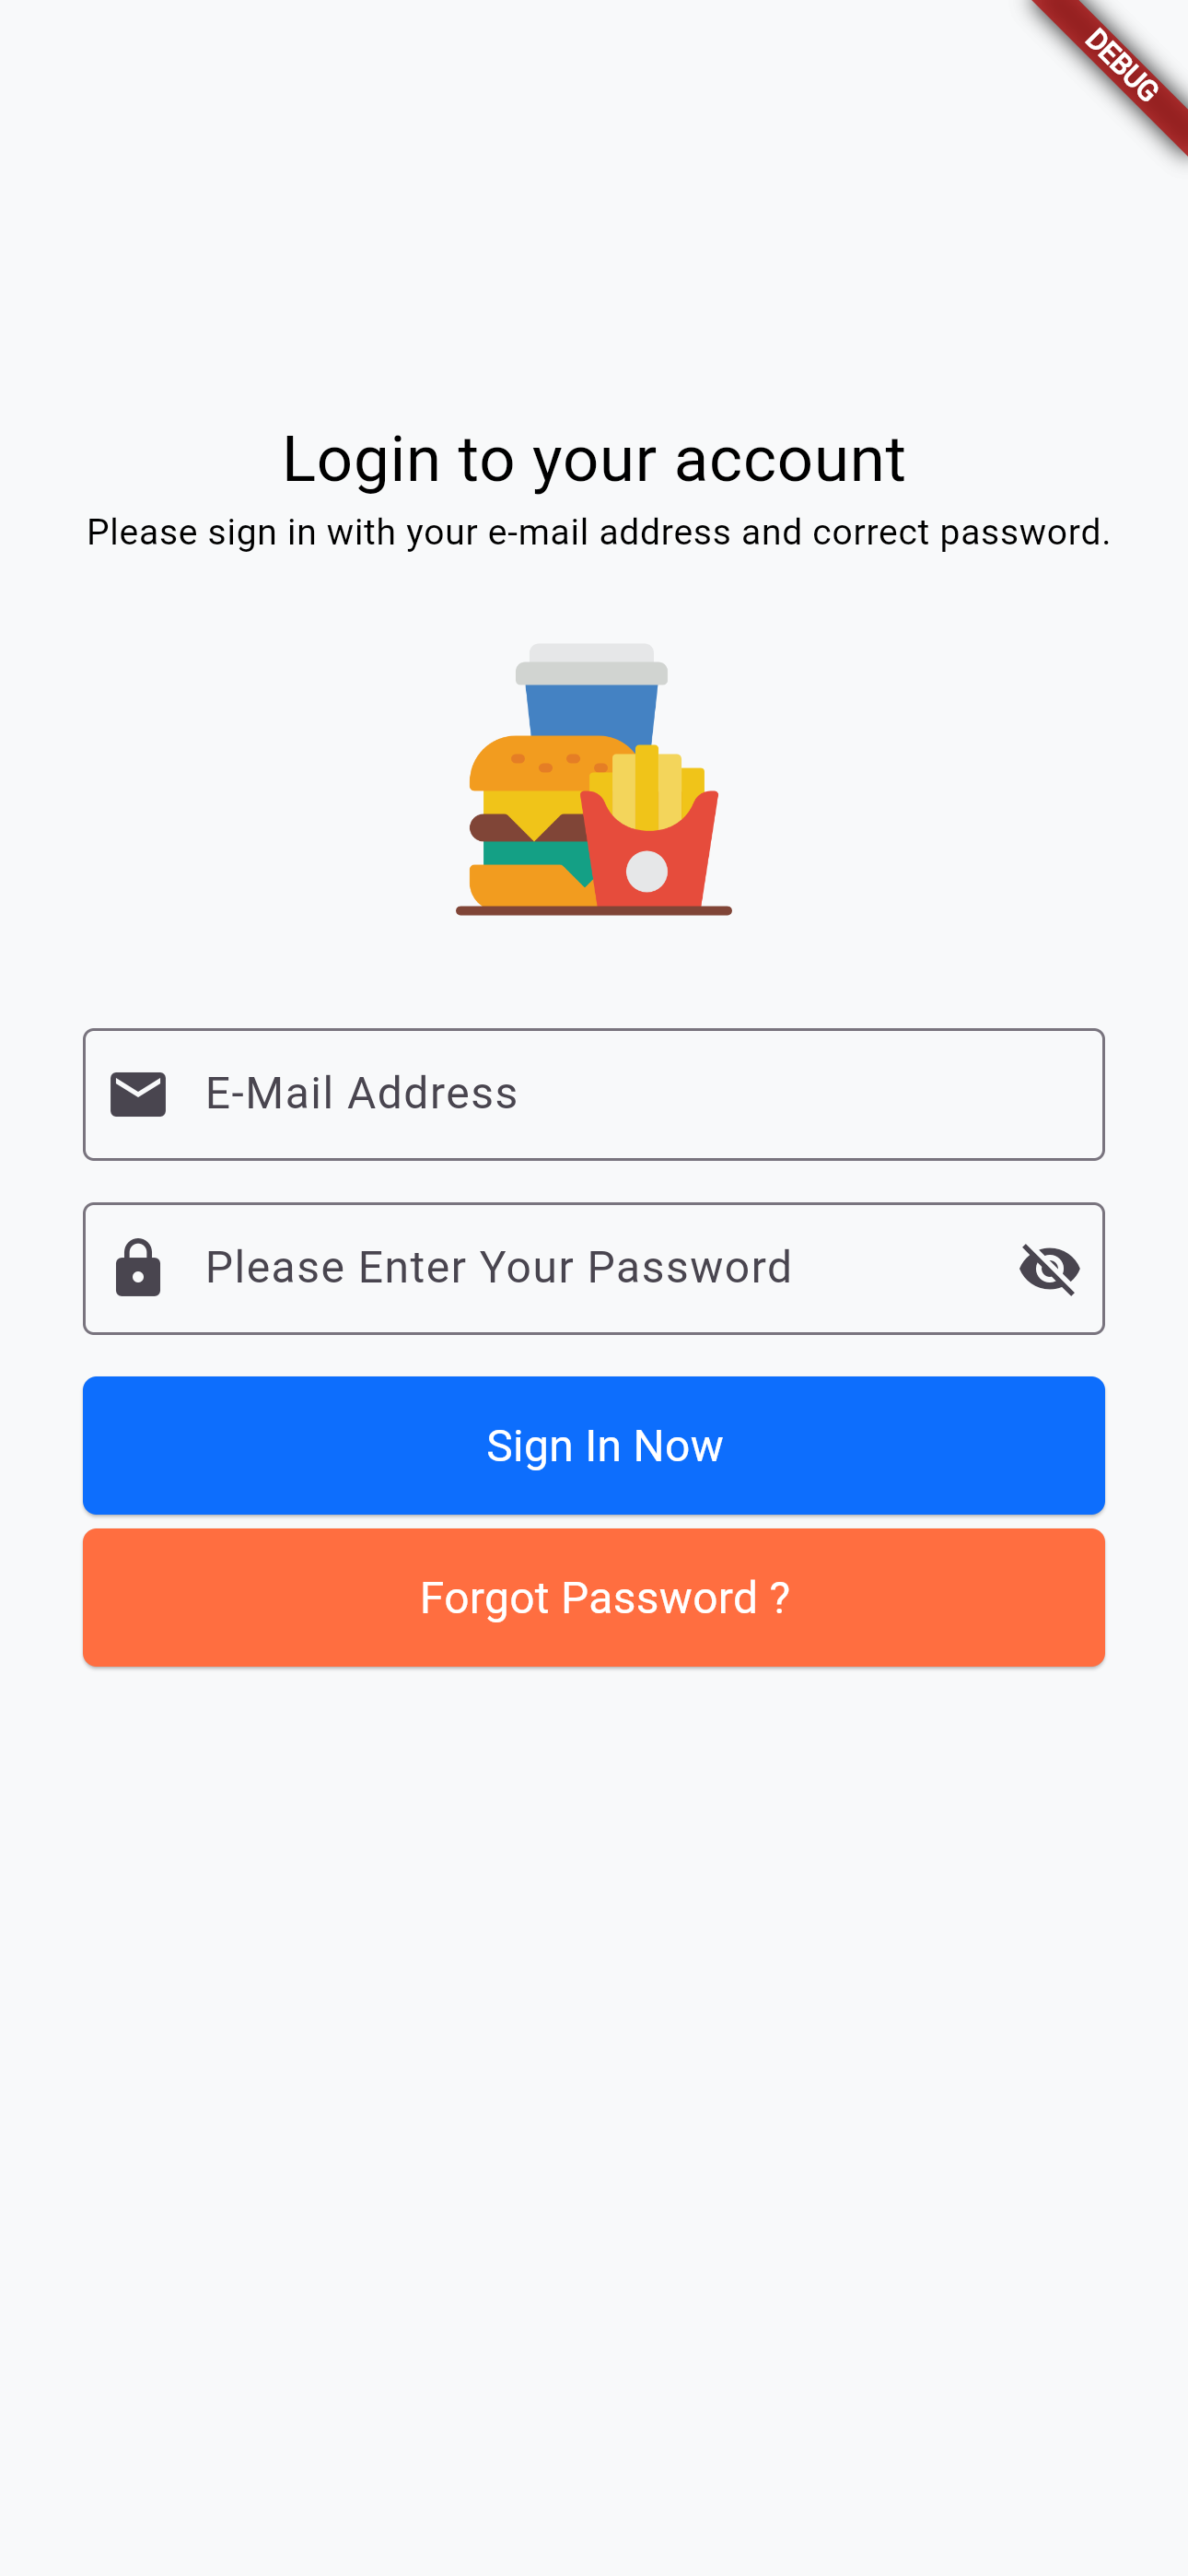 DEBUG
Login to your account
Please sign in with your e-mail address and correct password.
E-Mail Address
Please Enter Your Password
Sign In Now
Forgot Password ?